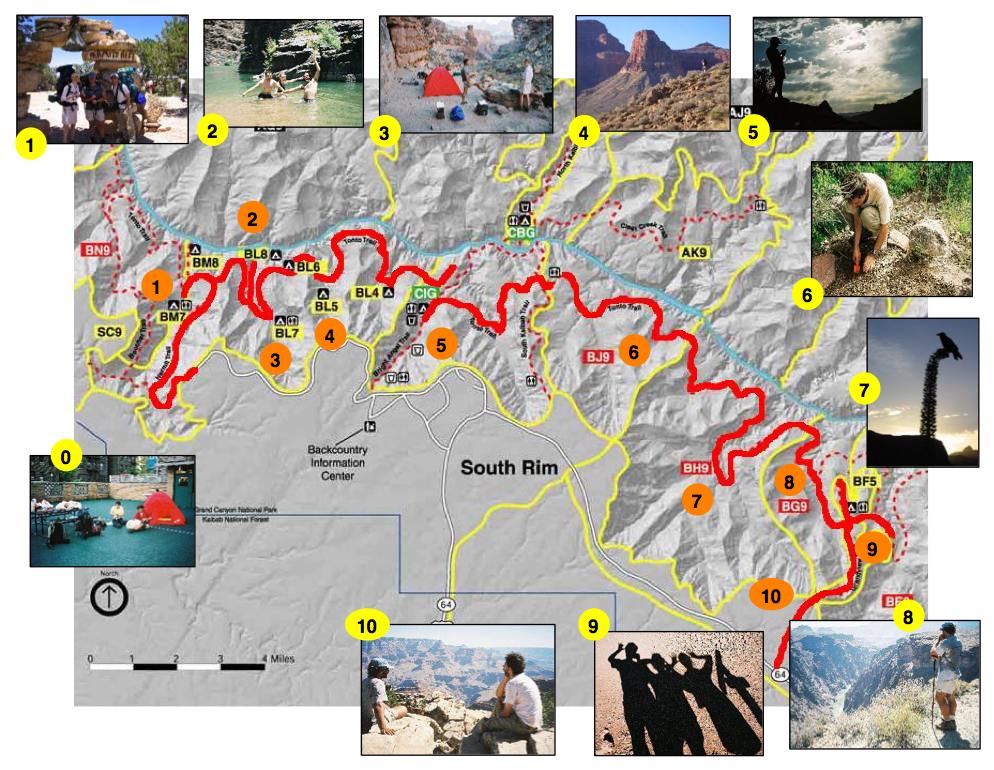 1
2
3
4
5
AJ9
2
Tonto Trail
North Kaibab
CBG
Clear Creek Trail
AK9
BN9
Tonto Trail
BM8
BL8
BL6
6
1
BM7
BL5
BL4
CIG
Tonto Trail
SC9
Boucher Trail
BL7
4
5
South Kaibab Trail
BJ9
6
3
Hermit Trail
Bright Angel Trail
7
0
Backcountry
Information
Center
South Rim
BH9
7
8
BG9
BF5
9
Grand Canyon National Park
Kaibab National Forest
North
10
64
10
9
8
0 1 2 3 4 Miles
64